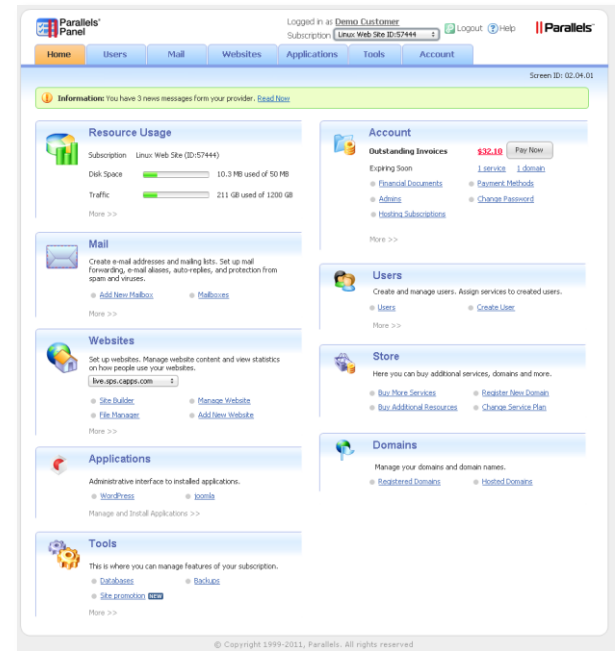 Parallels® Panel
Logged in as Demo Customer
Subscription Linux Web Site ID:57444
Logout Help
Parallels™
Home Users Mail Websites Applications Tools Account
Screen ID: 02.04.01
Information: You have 3 news messages form your provider. Read Now
Resource Usage
Subscription Linux Web Site (ID:57444)
Disk Space 10.3 MB used of 50 MB
Traffic 211 GB used of 1200 GB
More >>
Mail
Create e-mail addresses and mailing lists. Set up mail
forwarding, e-mail aliases, auto-replies, and protection from
spam and viruses.
Add New Mailbox Mailboxes
More >>
Websites
Set up websites. Manage website content and view statistics
on how people use your websites.
live.sps.capps.com
Site Builder Manage Website
File Manager Add New Website
More >>
Applications
Administrative interface to installed applications.
WordPress joomla
Manage and Install Applications >>
Tools
This is where you can manage features of your subscription.
Databases Backups
Site promotion NEW
More >>
Account
Outstanding Invoices $32.10 Pay Now
Expiring Soon 1 service 1 domain
Financial Documents Payment Methods
Admins Change Password
Hosting Subscriptions
More >>
Users
Create and manage users. Assign services to created users.
Users Create User
More >>
Store
Here you can buy additional services, domains and more.
Buy More Services Register New Domain
Buy Additional Resources Change Service Plan
Domains
Manage your domains and domain names.
Registered Domains Hosted Domains
© Copyright 1999-2011, Parallels. All rights reserved